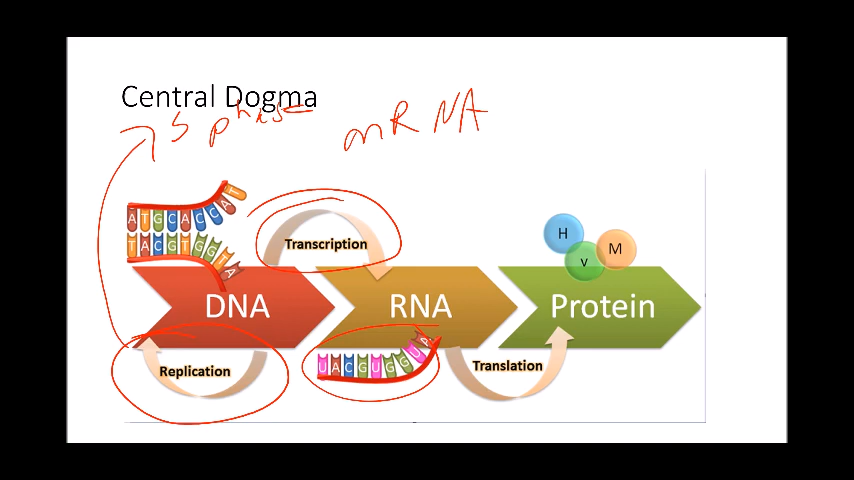 Central Dogma
S phase
mRNA
ATGCACCAT
Transcription
TACGTGGTA
H
v
M
DNA
RNA
Protein
Replication
UACGUGGUA
Translation